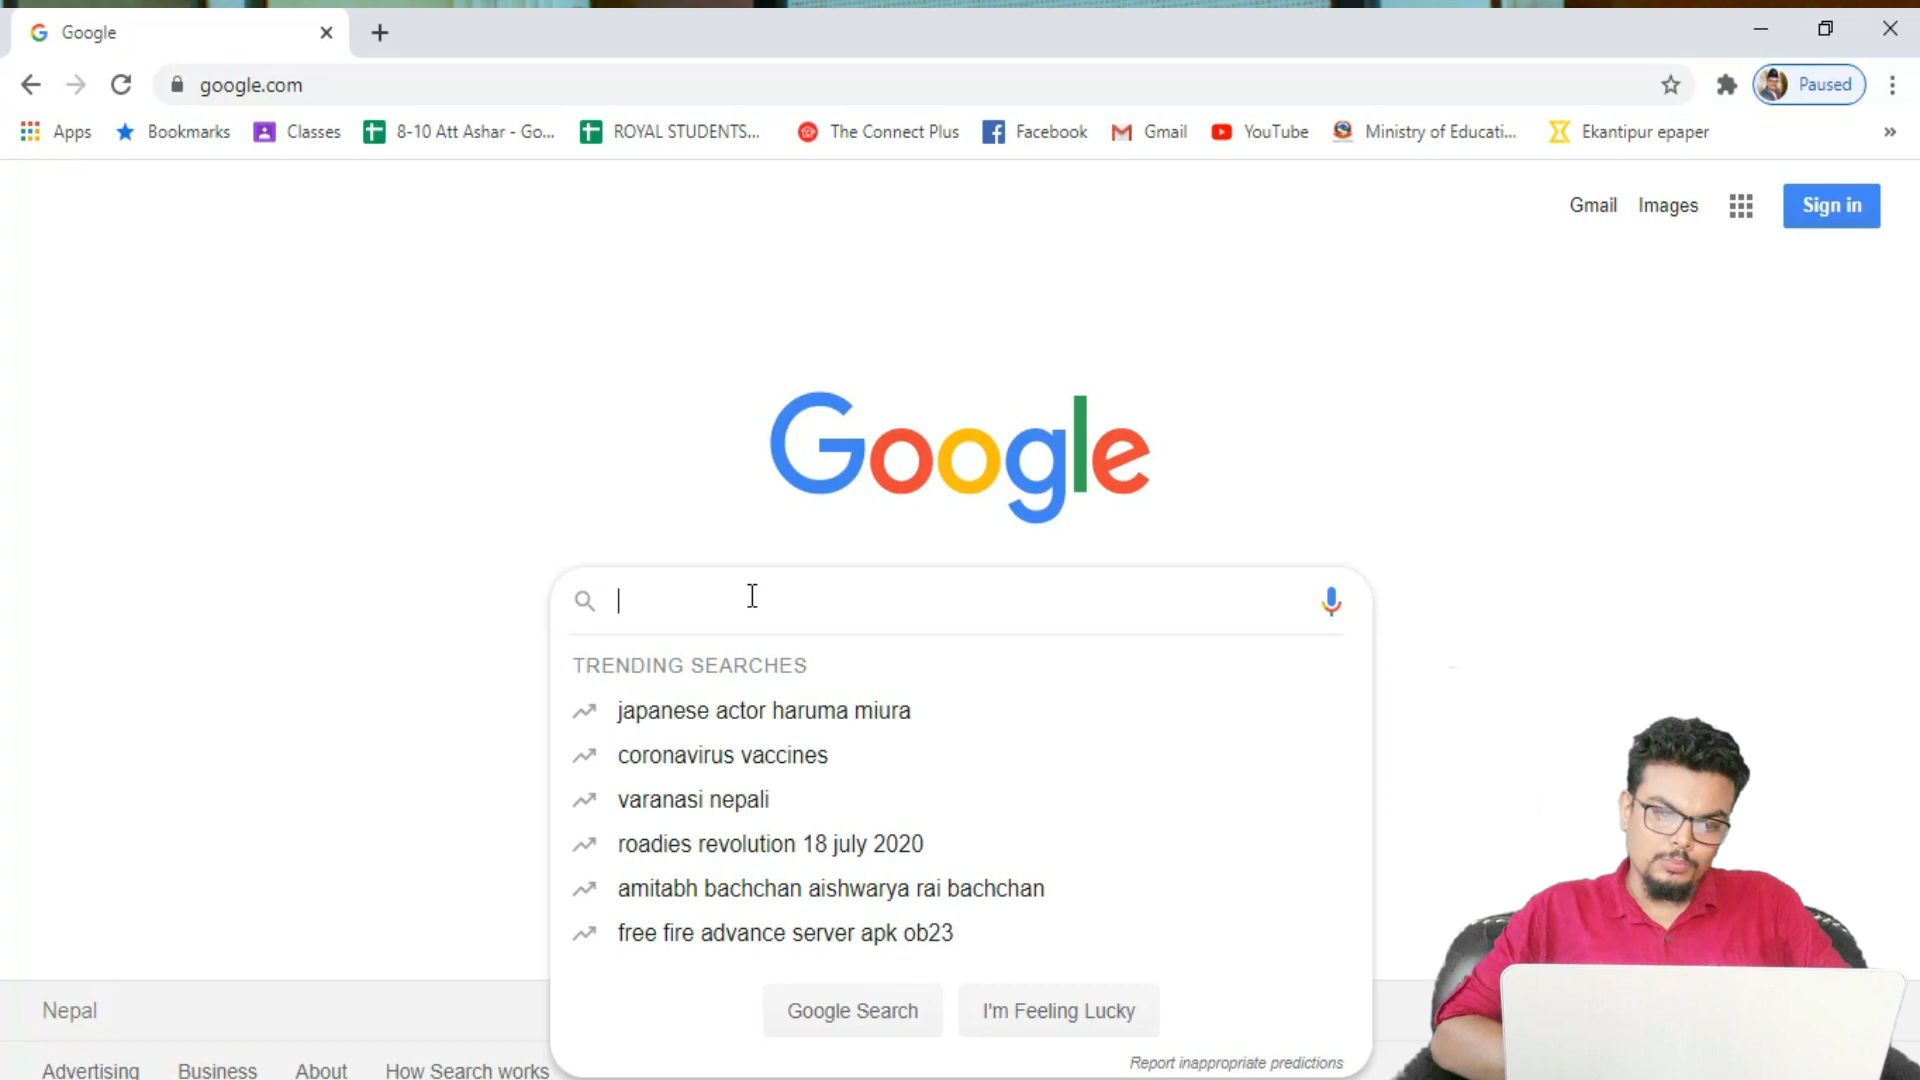 Google
google.com
Paused
Apps
Bookmarks
Classes
8-10 Att Ashar - Go...
ROYAL STUDENTS...
The Connect Plus
Facebook
Gmail
YouTube
Ministry of Educati...
Ekantipur epaper
»
Gmail
Images
Sign in
Google
TRENDING SEARCHES
japanese actor haruma miura
coronavirus vaccines
varanasi nepali
roadies revolution 18 july 2020
amitabh bachchan aishwarya rai bachchan
free fire advance server apk ob23
Google Search
I'm Feeling Lucky
Report inappropriate predictions
Nepal
Advertising
Business
About
How Search works